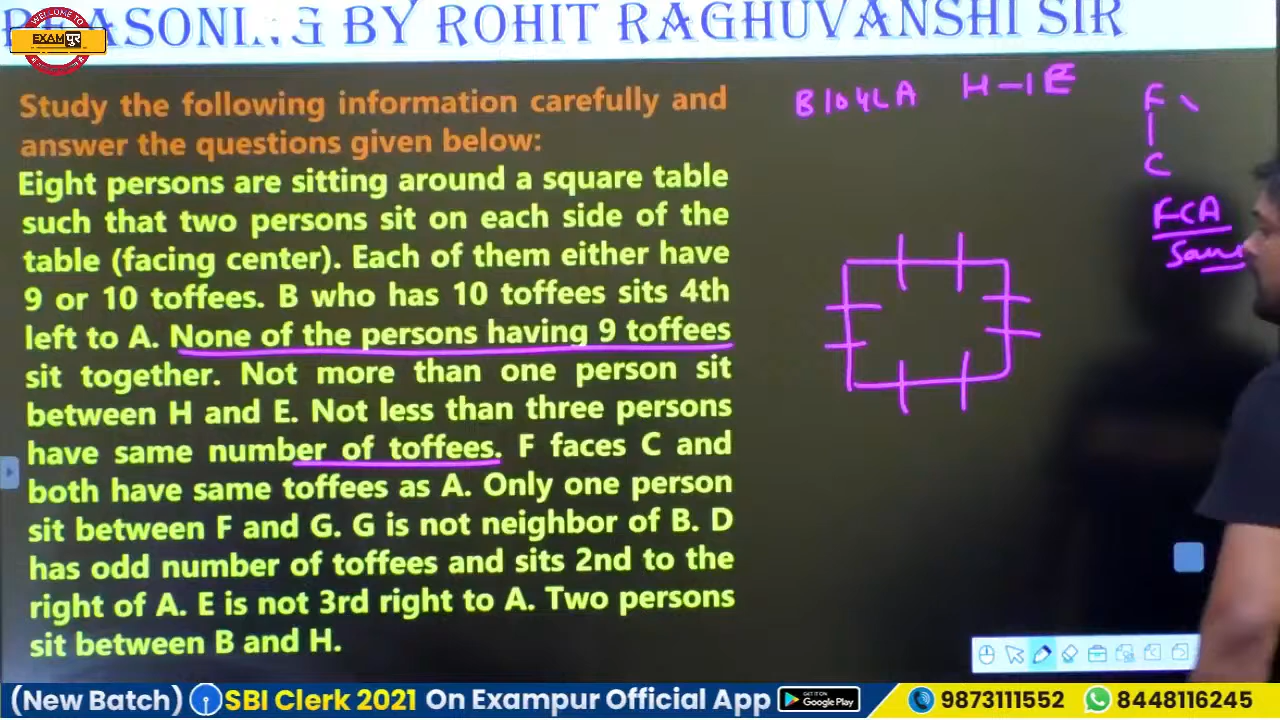 REASONING BY ROHIT RAGHUVANSHI SIR
WELCOME TO
EXAMपुर
Study the following information carefully and
answer the questions given below:
Eight persons are sitting around a square table
such that two persons sit on each side of the
table (facing center). Each of them either have
9 or 10 toffees. B who has 10 toffees sits 4th
left to A. None of the persons having 9 toffees
sit together. Not more than one person sit
between H and E. Not less than three persons
have same number of toffees. F faces C and
both have same toffees as A. Only one person
sit between F and G. G is not neighbor of B. D
has odd number of toffees and sits 2nd to the
right of A. E is not 3rd right to A. Two persons
sit between B and H.
B10 4L A
H-1E
F
C
FCA
(New Batch) SBI Clerk 2021 On Exampur Official App GET IT ON Google Play 9873111552 8448116245